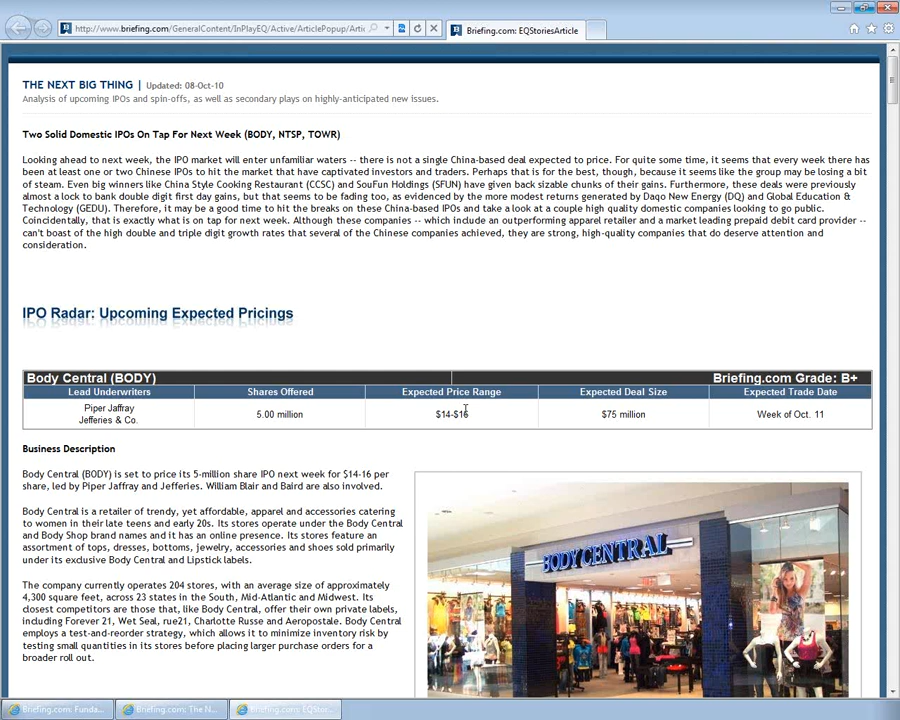 http://www.briefing.com/GeneralContent/InPlayEQ/Active/ArticlePopup/Artic
Briefing.com: EQStoriesArticle
THE NEXT BIG THING | Updated: 08-Oct-10
Analysis of upcoming IPOs and spin-offs, as well as secondary plays on highly-anticipated new issues.
Two Solid Domestic IPOs On Tap For Next Week (BODY, NTSP, TOWR)
Looking ahead to next week, the IPO market will enter unfamiliar waters -- there is not a single China-based deal expected to price. For quite some time, it seems that every week there has
been at least one or two Chinese IPOs to hit the market that have captivated investors and traders. Perhaps that is for the best, though, because it seems like the group may be losing a bit
of steam. Even big winners like China Style Cooking Restaurant (CCSC) and SouFun Holdings (SFUN) have given back sizable chunks of their gains. Furthermore, these deals were previously
almost a lock to bank double digit first day gains, but that seems to be fading too, as evidenced by the more modest returns generated by Daqo New Energy (DQ) and Global Education &
Technology (GEDU). Therefore, it may be a good time to hit the breaks on these China-based IPOs and take a look at a couple high quality domestic companies looking to go public.
Coincidentally, that is exactly what is on tap for next week. Although these companies -- which include an outperforming apparel retailer and a market leading prepaid debit card provider --
can't boast of the high double and triple digit growth rates that several of the Chinese companies achieved, they are strong, high-quality companies that do deserve attention and
consideration.
IPO Radar: Upcoming Expected Pricings
Body Central (BODY) Briefing.com Grade: B+
Lead Underwriters Shares Offered Expected Price Range Expected Deal Size Expected Trade Date
Piper Jaffray
Jefferies & Co. 5.00 million $14-$16 $75 million Week of Oct. 11
Business Description
Body Central (BODY) is set to price its 5-million share IPO next week for $14-16 per
share, led by Piper Jaffray and Jefferies. William Blair and Baird are also involved.
Body Central is a retailer of trendy, yet affordable, apparel and accessories catering
to women in their late teens and early 20s. Its stores operate under the Body Central
and Body Shop brand names and it has an online presence. Its stores feature an
assortment of tops, dresses, bottoms, jewelry, accessories and shoes sold primarily
under its exclusive Body Central and Lipstick labels.
The company currently operates 204 stores, with an average size of approximately
4,300 square feet, across 23 states in the South, Mid-Atlantic and Midwest. Its
closest competitors are those that, like Body Central, offer their own private labels,
including Forever 21, Wet Seal, rue21, Charlotte Russe and Aeropostale. Body Central
employs a test-and-reorder strategy, which allows it to minimize inventory risk by
testing small quantities in its stores before placing larger purchase orders for a
broader roll out.
BODY CENTRAL
Briefing.com: Funda...
Briefing.com: The N...
Briefing.com: EQStor...